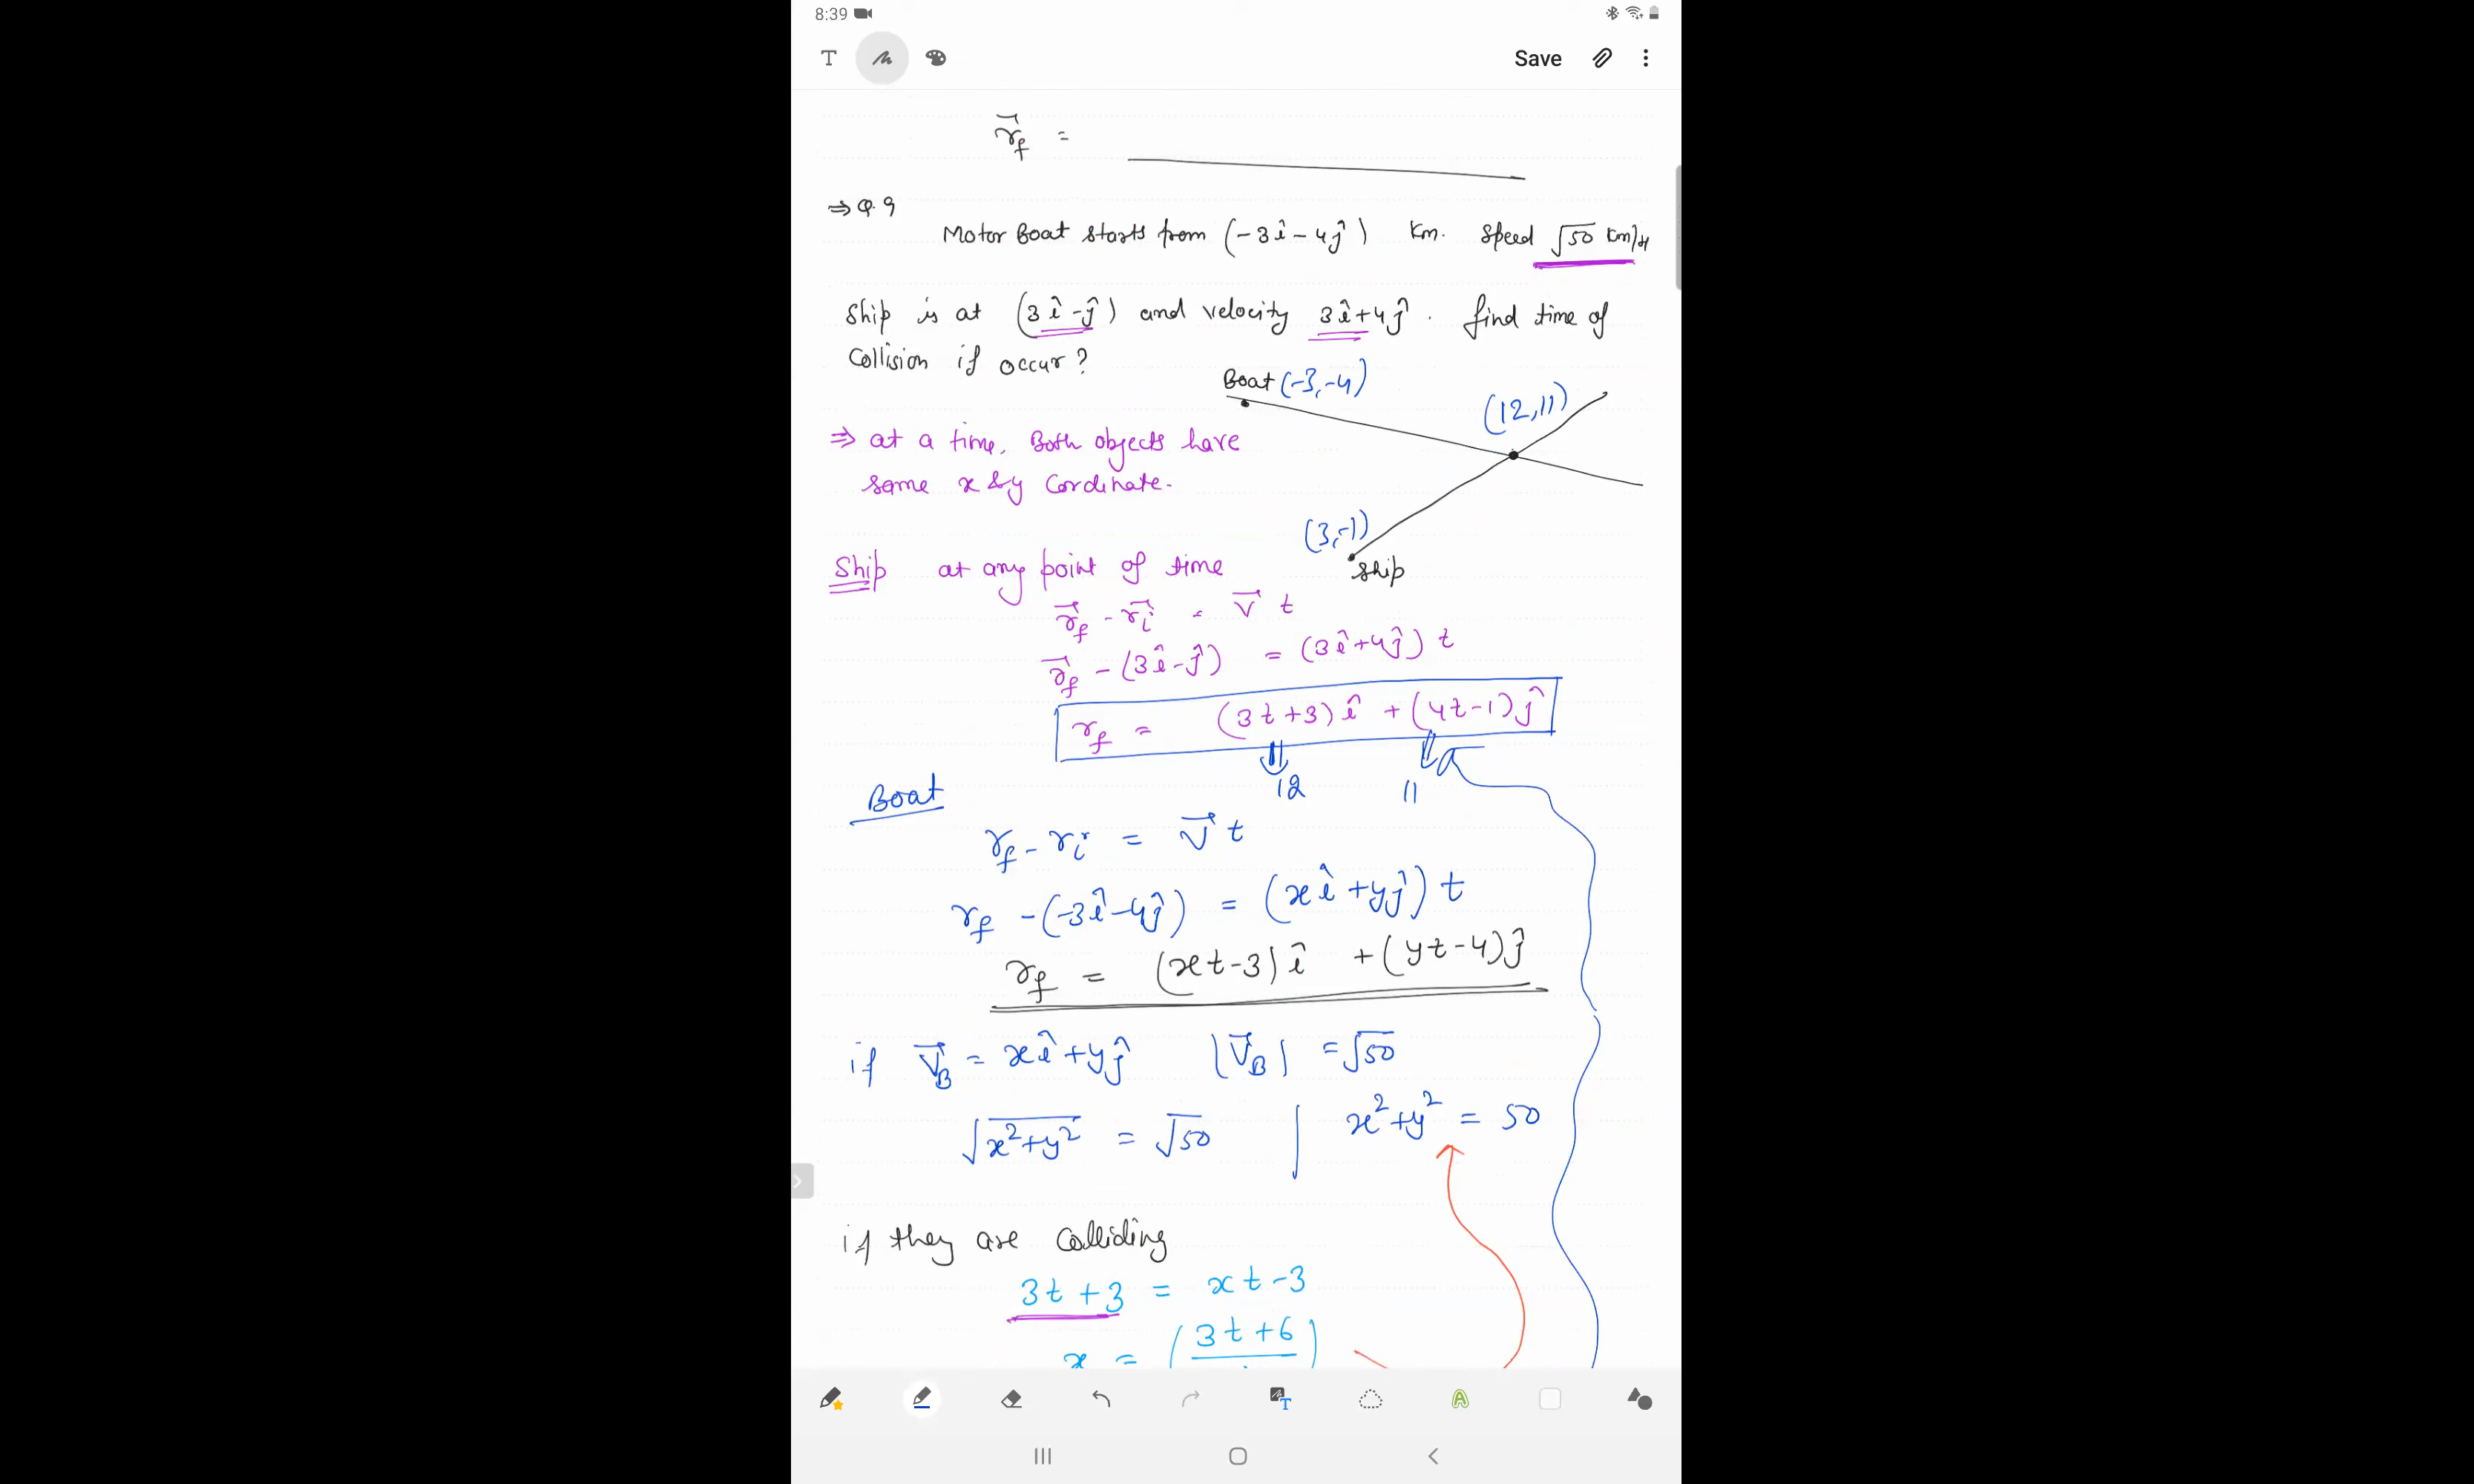 8:39
T Save
r⃗f =
⇒ Q.9
Motor Boat starts from (-3î-4ĵ) Km. Speed √50 Km/H
Ship is at (3î-ĵ) and velocity 3î+4ĵ. find time of
Collision if occur?
Boat (-3,-4)
(12,11)
⇒ at a time, Both objects have
same x & y Cordinate.
(3,-1)
Ship
Ship at any point of time
r⃗f - r⃗i = v⃗ t
r⃗f - (3î-ĵ) = (3î+4ĵ) t
rf = (3t+3)î + (4t-1)ĵ
12 11
Boat
rf - ri = v⃗ t
rf -(-3î-4ĵ) = (xî+yĵ) t
rf = (xt-3)î + (yt-4)ĵ
if V⃗B = xî+yĵ |V⃗B| = √50
√x²+y² = √50 | x²+y² = 50
if they are Colliding
3t+3 = xt-3
x = (3t+6)